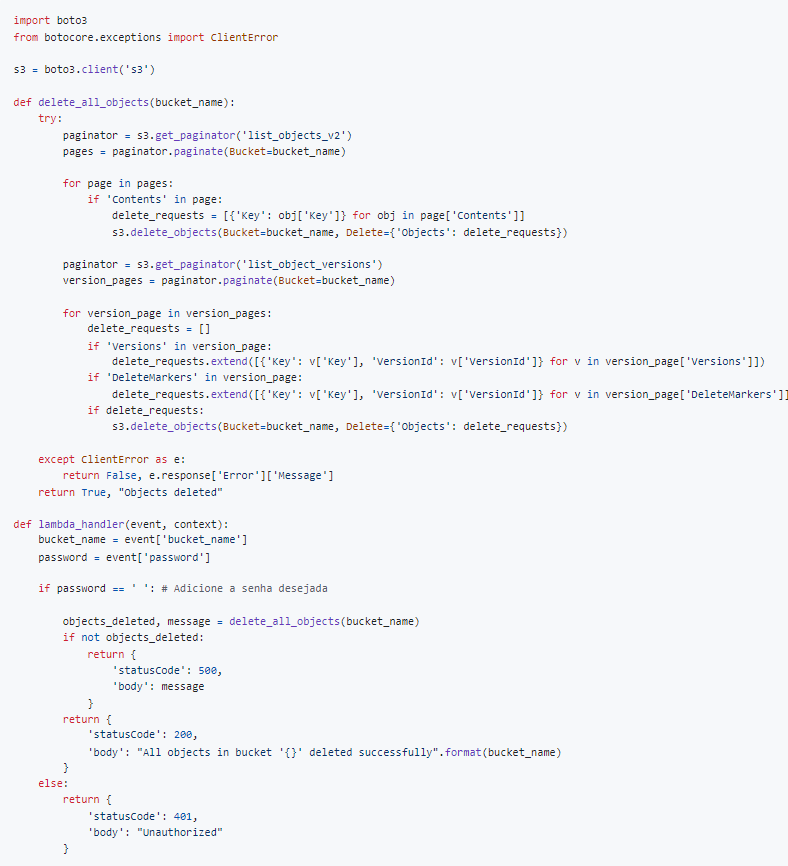 import boto3
from botocore.exceptions import ClientError

s3 = boto3.client('s3')

def delete_all_objects(bucket_name):
    try:
        paginator = s3.get_paginator('list_objects_v2')
        pages = paginator.paginate(Bucket=bucket_name)

        for page in pages:
            if 'Contents' in page:
                delete_requests = [{'Key': obj['Key']} for obj in page['Contents']]
                s3.delete_objects(Bucket=bucket_name, Delete={'Objects': delete_requests})

        paginator = s3.get_paginator('list_object_versions')
        version_pages = paginator.paginate(Bucket=bucket_name)

        for version_page in version_pages:
            delete_requests = []
            if 'Versions' in version_page:
                delete_requests.extend([{'Key': v['Key'], 'VersionId': v['VersionId']} for v in version_page['Versions']])
            if 'DeleteMarkers' in version_page:
                delete_requests.extend([{'Key': v['Key'], 'VersionId': v['VersionId']} for v in version_page['DeleteMarkers']]
            if delete_requests:
                s3.delete_objects(Bucket=bucket_name, Delete={'Objects': delete_requests})

    except ClientError as e:
        return False, e.response['Error']['Message']
    return True, "Objects deleted"

def lambda_handler(event, context):
    bucket_name = event['bucket_name']
    password = event['password']

    if password == ' ': # Adicione a senha desejada

        objects_deleted, message = delete_all_objects(bucket_name)
        if not objects_deleted:
            return {
                'statusCode': 500,
                'body': message
            }
        return {
            'statusCode': 200,
            'body': "All objects in bucket '{}' deleted successfully".format(bucket_name)
        }
    else:
        return {
            'statusCode': 401,
            'body': "Unauthorized"
        }